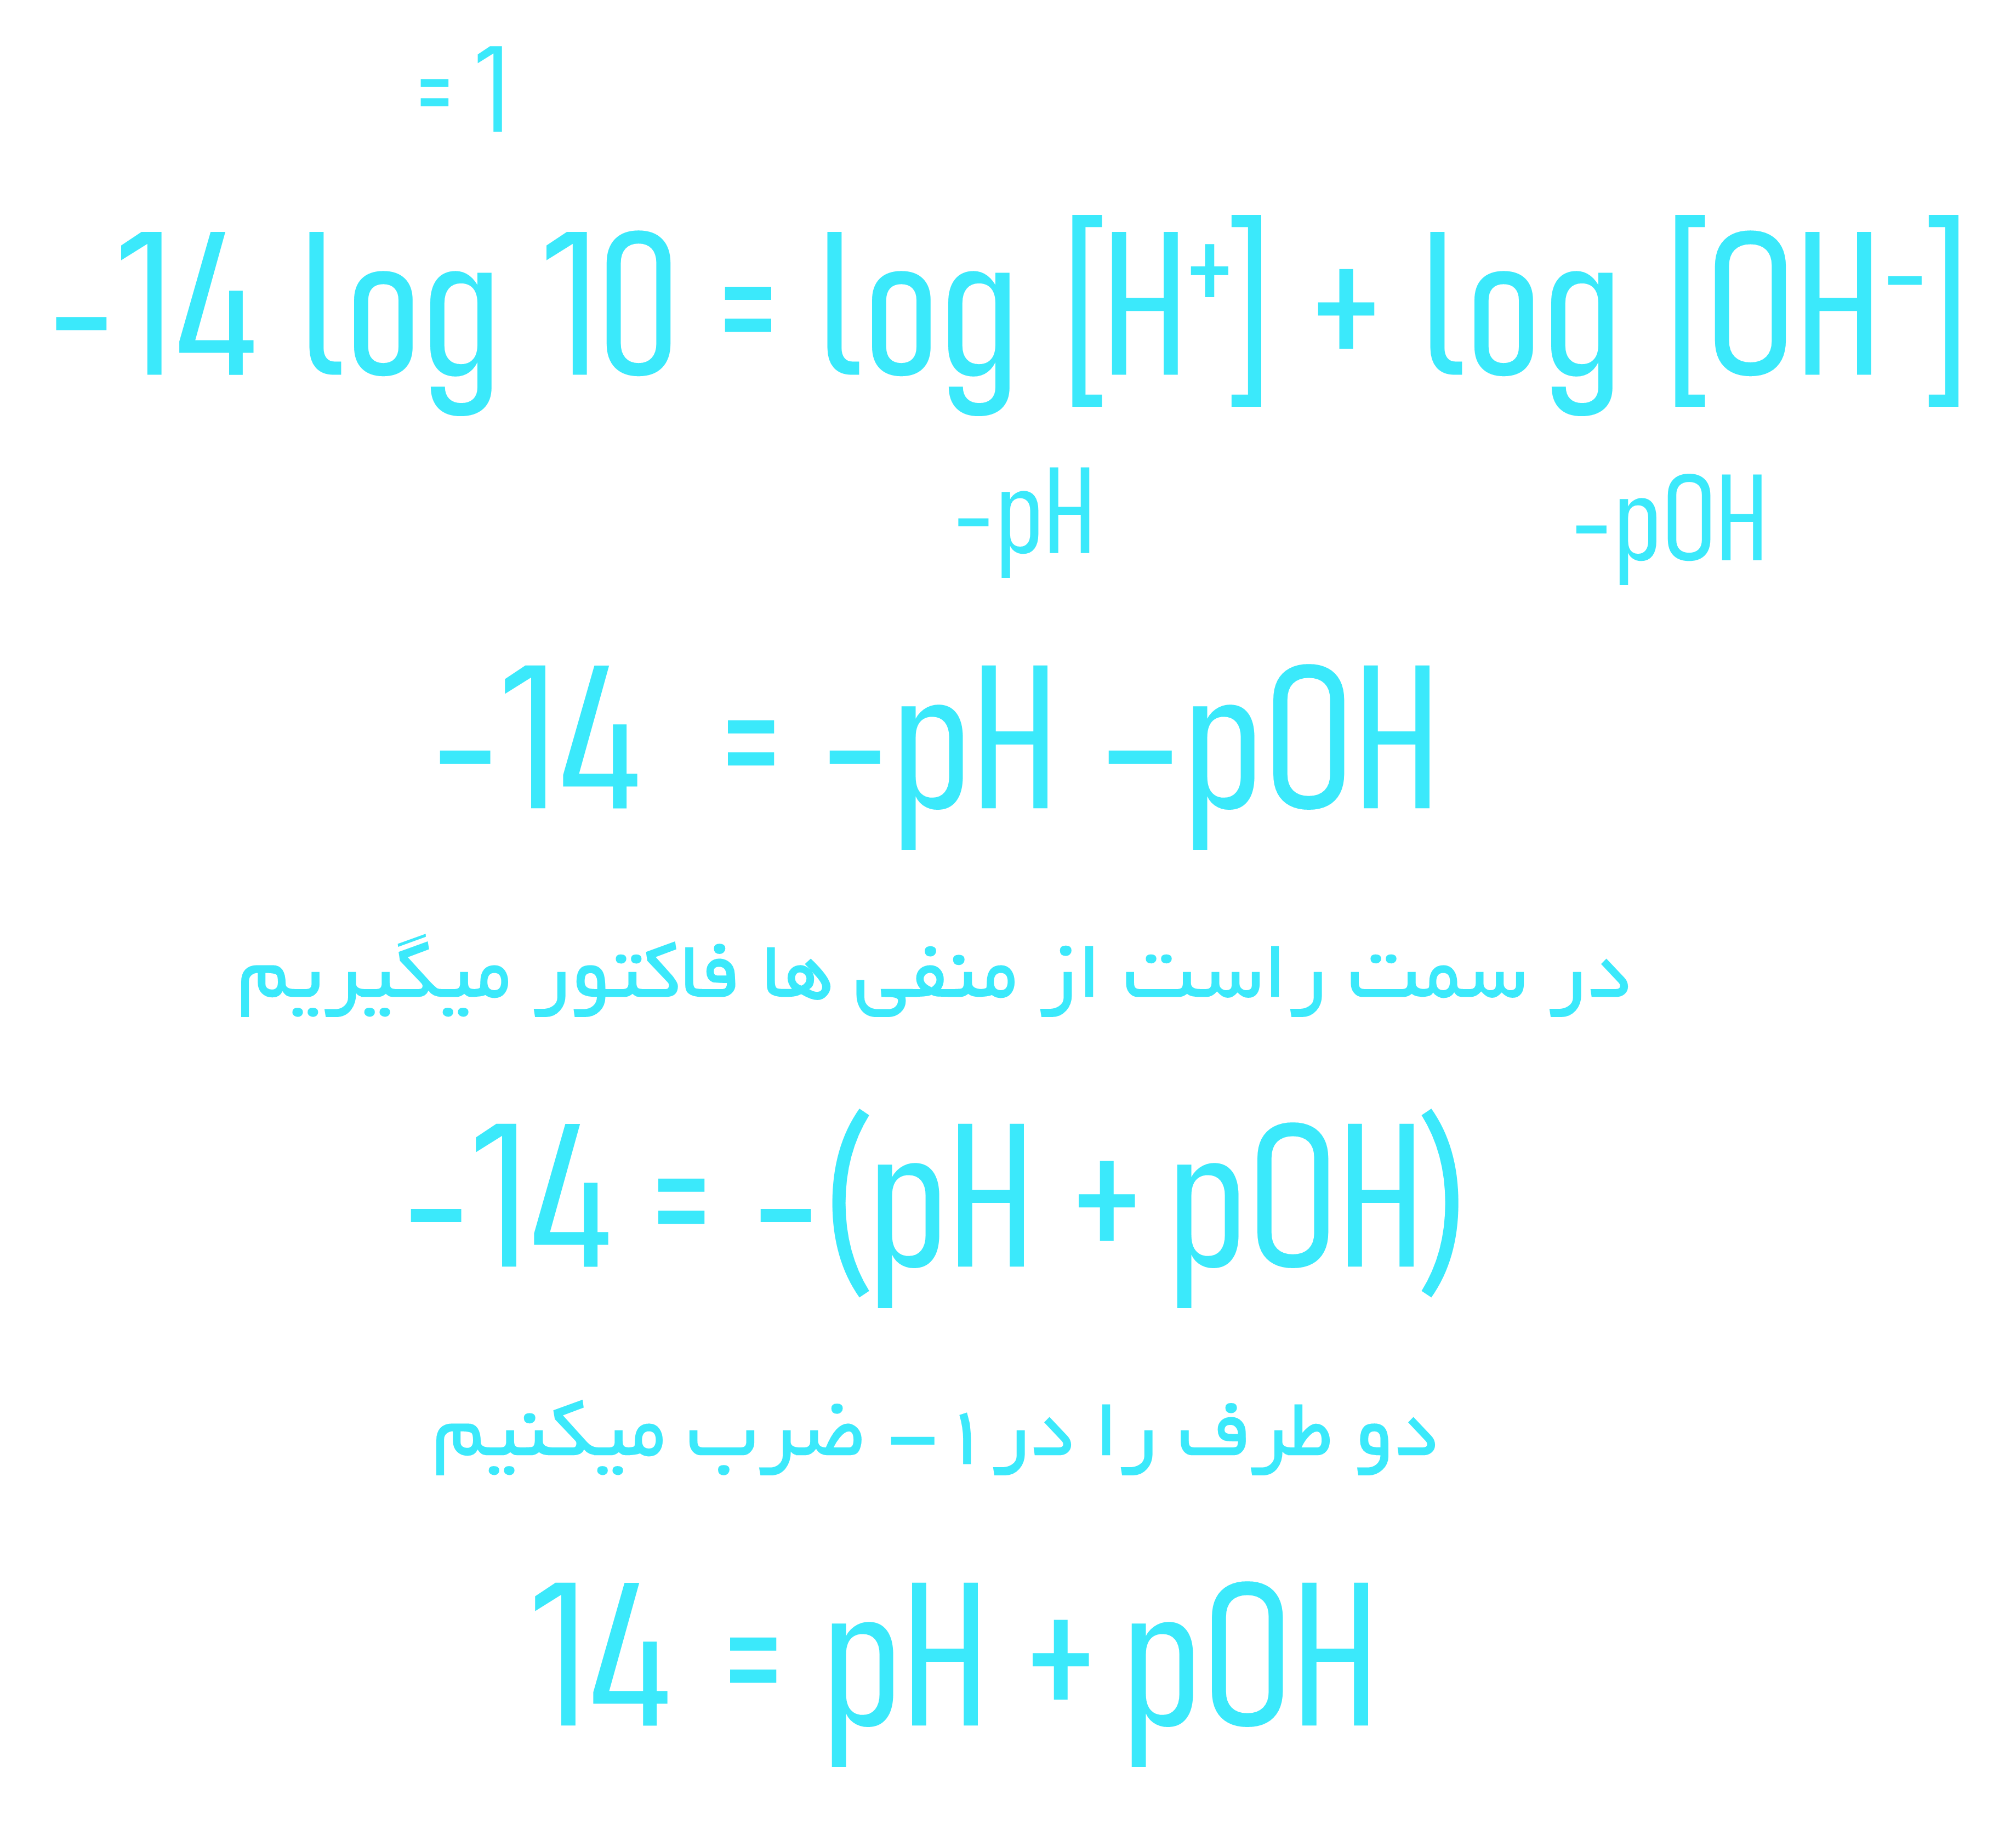 = 1
-14 log 10 = log [H⁺] + log [OH⁻]
-pH -pOH
-14 = -pH -pOH
در سمت راست از منفی ها فاکتور میگیریم
-14 = -(pH + pOH)
دو طرف را در ۱- ضرب میکنیم
14 = pH + pOH